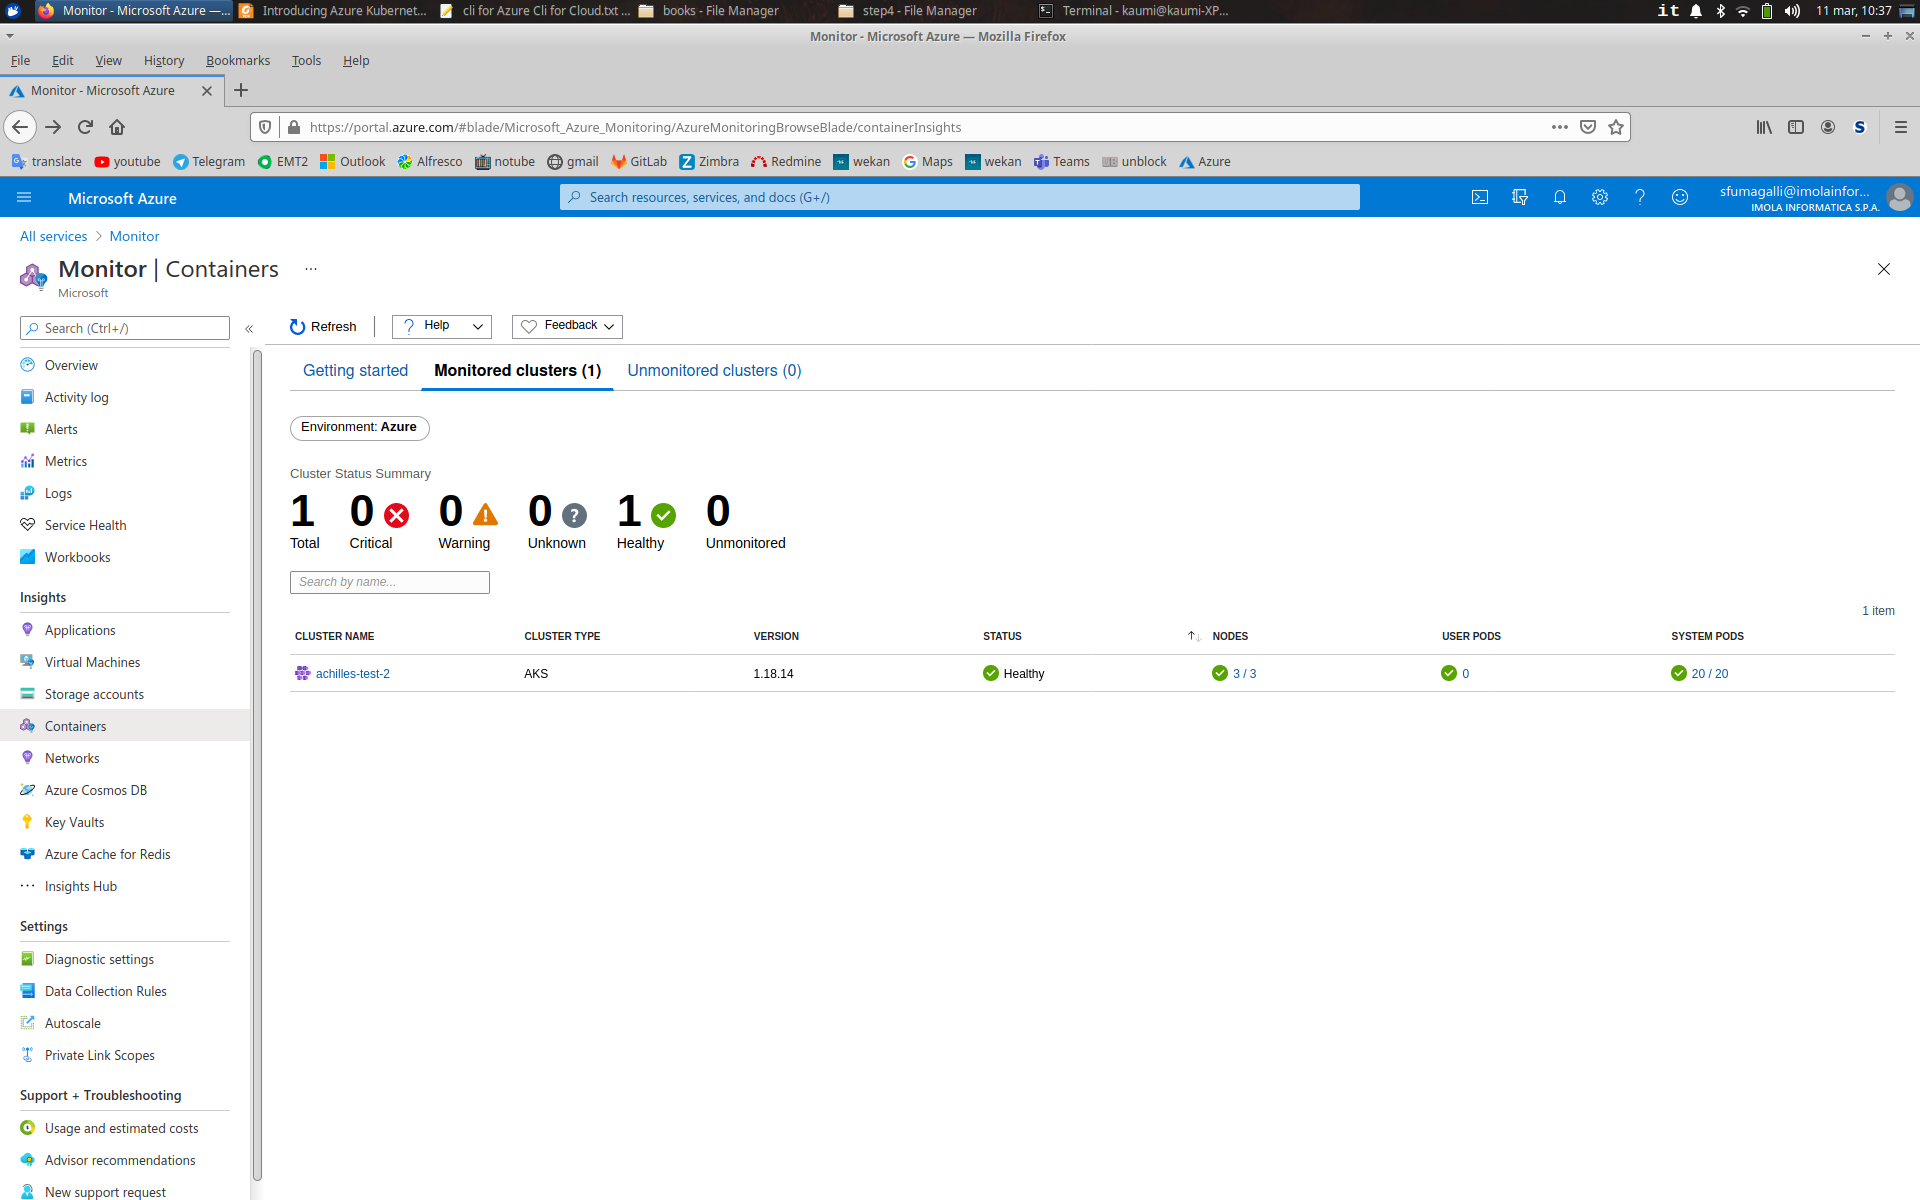 Monitor - Microsoft Azure —...
Introducing Azure Kubernet...
cli for Azure Cli for Cloud.txt ...
books - File Manager
step4 - File Manager
Terminal - kaumi@kaumi-XP...
it
11 mar, 10:37
Monitor - Microsoft Azure — Mozilla Firefox
File Edit View History Bookmarks Tools Help
Monitor - Microsoft Azure
https://portal.azure.com/#blade/Microsoft_Azure_Monitoring/AzureMonitoringBrowseBlade/containerInsights
translate youtube Telegram EMT2 Outlook Alfresco notube gmail GitLab Zimbra Redmine wekan Maps wekan Teams unblock Azure
Microsoft Azure
Search resources, services, and docs (G+/)
sfumagalli@imolainfor...
IMOLA INFORMATICA S.P.A.
All services > Monitor
Monitor | Containers ...
Microsoft
Search (Ctrl+/)
«
Refresh
Help
Feedback
Overview
Activity log
Alerts
Metrics
Logs
Service Health
Workbooks
Insights
Applications
Virtual Machines
Storage accounts
Containers
Networks
Azure Cosmos DB
Key Vaults
Azure Cache for Redis
Insights Hub
Settings
Diagnostic settings
Data Collection Rules
Autoscale
Private Link Scopes
Support + Troubleshooting
Usage and estimated costs
Advisor recommendations
New support request
Getting started
Monitored clusters (1)
Unmonitored clusters (0)
Environment: Azure
Cluster Status Summary
1 0 0 0 1 0
Total Critical Warning Unknown Healthy Unmonitored
Search by name...
1 item
CLUSTER NAME CLUSTER TYPE VERSION STATUS NODES USER PODS SYSTEM PODS
achilles-test-2 AKS 1.18.14 Healthy 3 / 3 0 20 / 20